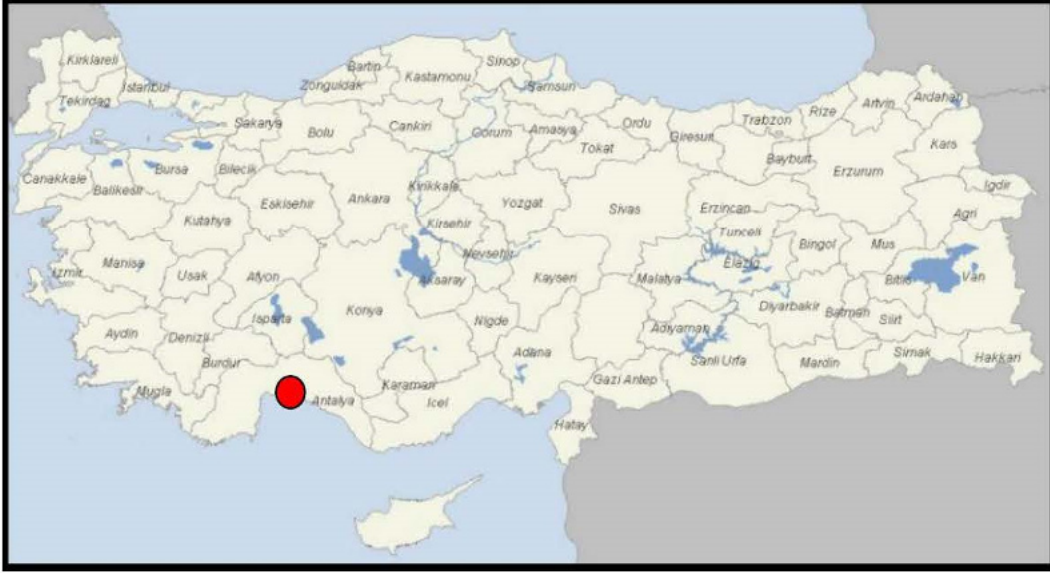 Kirklareli
Tekirdag
Istanbul
Bartin
Zonguldak
Kastamonu
Sinop
Samsun
Sakarya
Bolu
Cankiri
Corum
Amasya
Ordu
Tokat
Giresun
Trabzon
Rize
Artvin
Ardahan
Kars
Bayburt
Erzurum
Igdir
Agri
Canakkale
Balikesir
Bursa
Bilecik
Eskisehir
Ankara
Kirikkale
Kirsehir
Yozgat
Sivas
Erzincan
Tunceli
Bingol
Mus
Kutahya
Manisa
Izmir
Usak
Afyon
Nevsehir
Aksaray
Kayseri
Malatya
Elazig
Bitlis
Van
Isparta
Konya
Nigde
Diyarbakir
Batman
Siirt
Aydin
Denizli
Burdur
Adana
Adiyaman
Sanli Urfa
Mardin
Sirnak
Hakkari
Mugla
Antalya
Karaman
Icel
Gazi Antep
Hatay